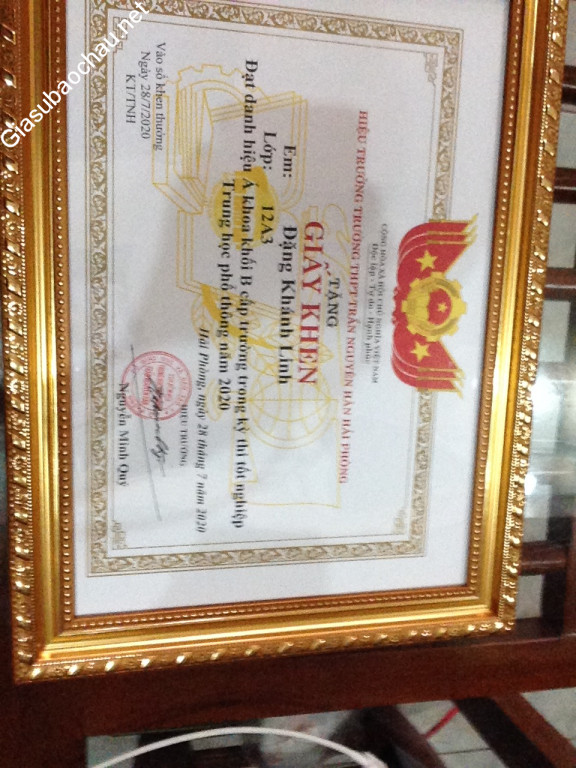 Giasubaochau.net
CỘNG HÒA XÃ HỘI CHỦ NGHĨA VIỆT NAM
Độc lập - Tự do - Hạnh phúc
HIỆU TRƯỞNG TRƯỜNG THPT TRẦN NGUYÊN HÃN HẢI PHÒNG
TẶNG
GIẤY KHEN
Em: Đặng Khánh Linh
Lớp: 12A3
Đạt danh hiệu Á khoa khối B cấp trường trong kỳ thi tốt nghiệp
Trung học phổ thông năm 2020
Hải Phòng, ngày 28 tháng 7 năm 2020
HIỆU TRƯỞNG
Nguyễn Minh Quý
Vào sổ khen thưởng
Ngày 28/7/2020
KT/TNH